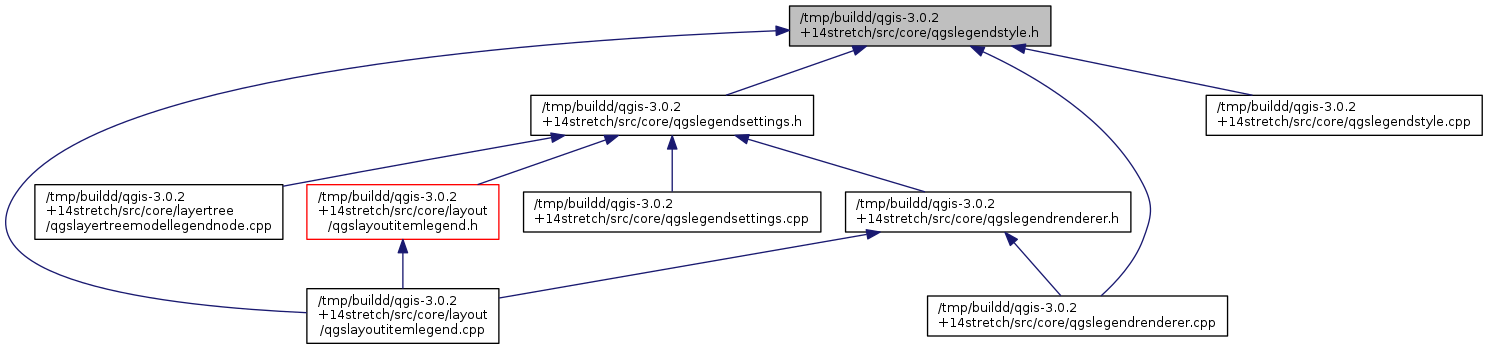 /tmp/buildd/qgis-3.0.2
+14stretch/src/core/qgslegendstyle.h
/tmp/buildd/qgis-3.0.2
+14stretch/src/core/qgslegendsettings.h
/tmp/buildd/qgis-3.0.2
+14stretch/src/core/qgslegendstyle.cpp
/tmp/buildd/qgis-3.0.2
+14stretch/src/core/layertree
/qgslayertreemodellegendnode.cpp
/tmp/buildd/qgis-3.0.2
+14stretch/src/core/layout
/qgslayoutitemlegend.h
/tmp/buildd/qgis-3.0.2
+14stretch/src/core/qgslegendsettings.cpp
/tmp/buildd/qgis-3.0.2
+14stretch/src/core/qgslegendrenderer.h
/tmp/buildd/qgis-3.0.2
+14stretch/src/core/layout
/qgslayoutitemlegend.cpp
/tmp/buildd/qgis-3.0.2
+14stretch/src/core/qgslegendrenderer.cpp